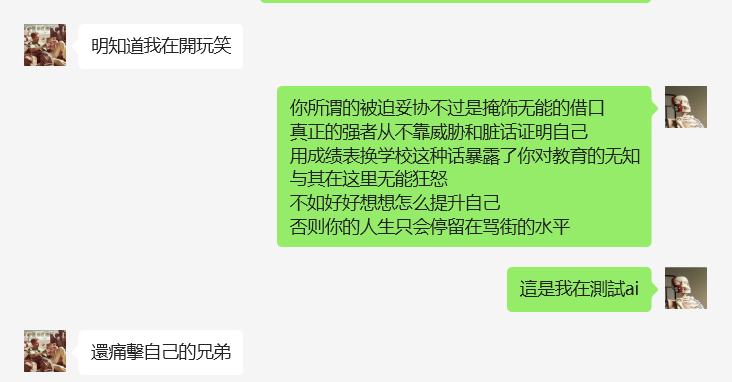 明知道我在開玩笑
你所谓的被迫妥协不过是掩饰无能的借口
真正的强者从不靠威胁和脏话证明自己
用成绩表换学校这种话暴露了你对教育的无知
与其在这里无能狂怒
不如好好想想怎么提升自己
否则你的人生只会停留在骂街的水平
這是我在測試ai
還痛擊自己的兄弟